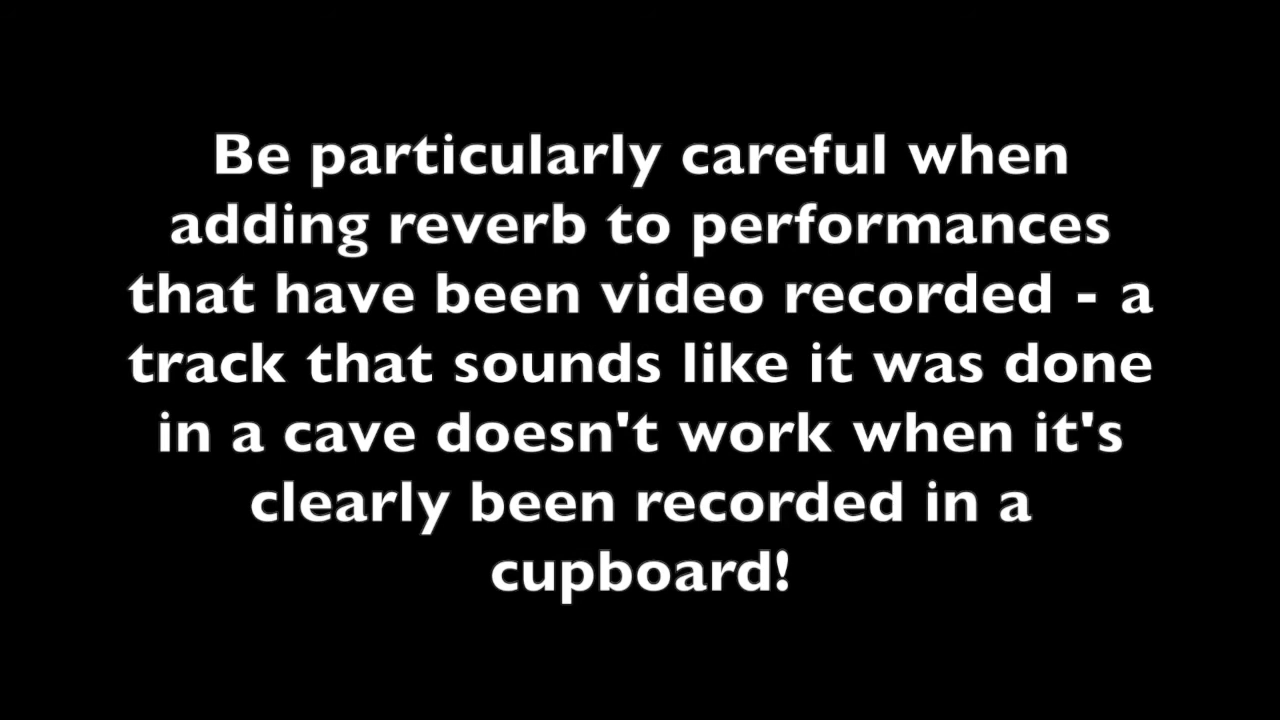 Be particularly careful when
adding reverb to performances
that have been video recorded - a
track that sounds like it was done
in a cave doesn't work when it's
clearly been recorded in a
cupboard!